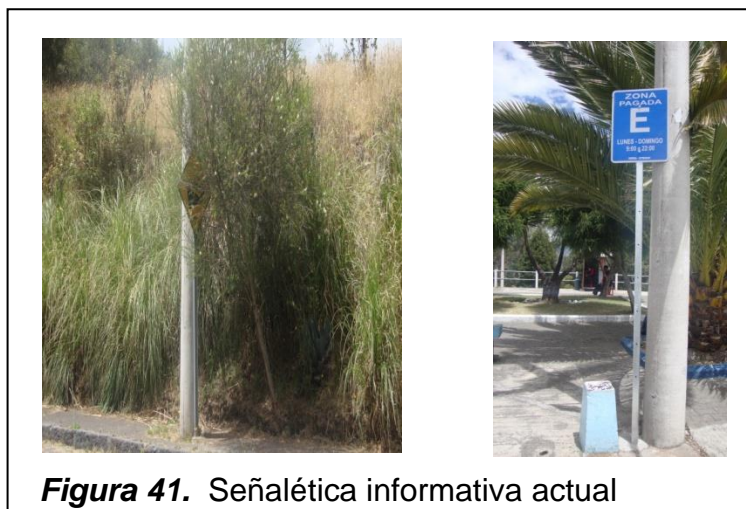 ZONA
PAGADA
E
LUNES - DOMINGO
Figura 41. Señalética informativa actual